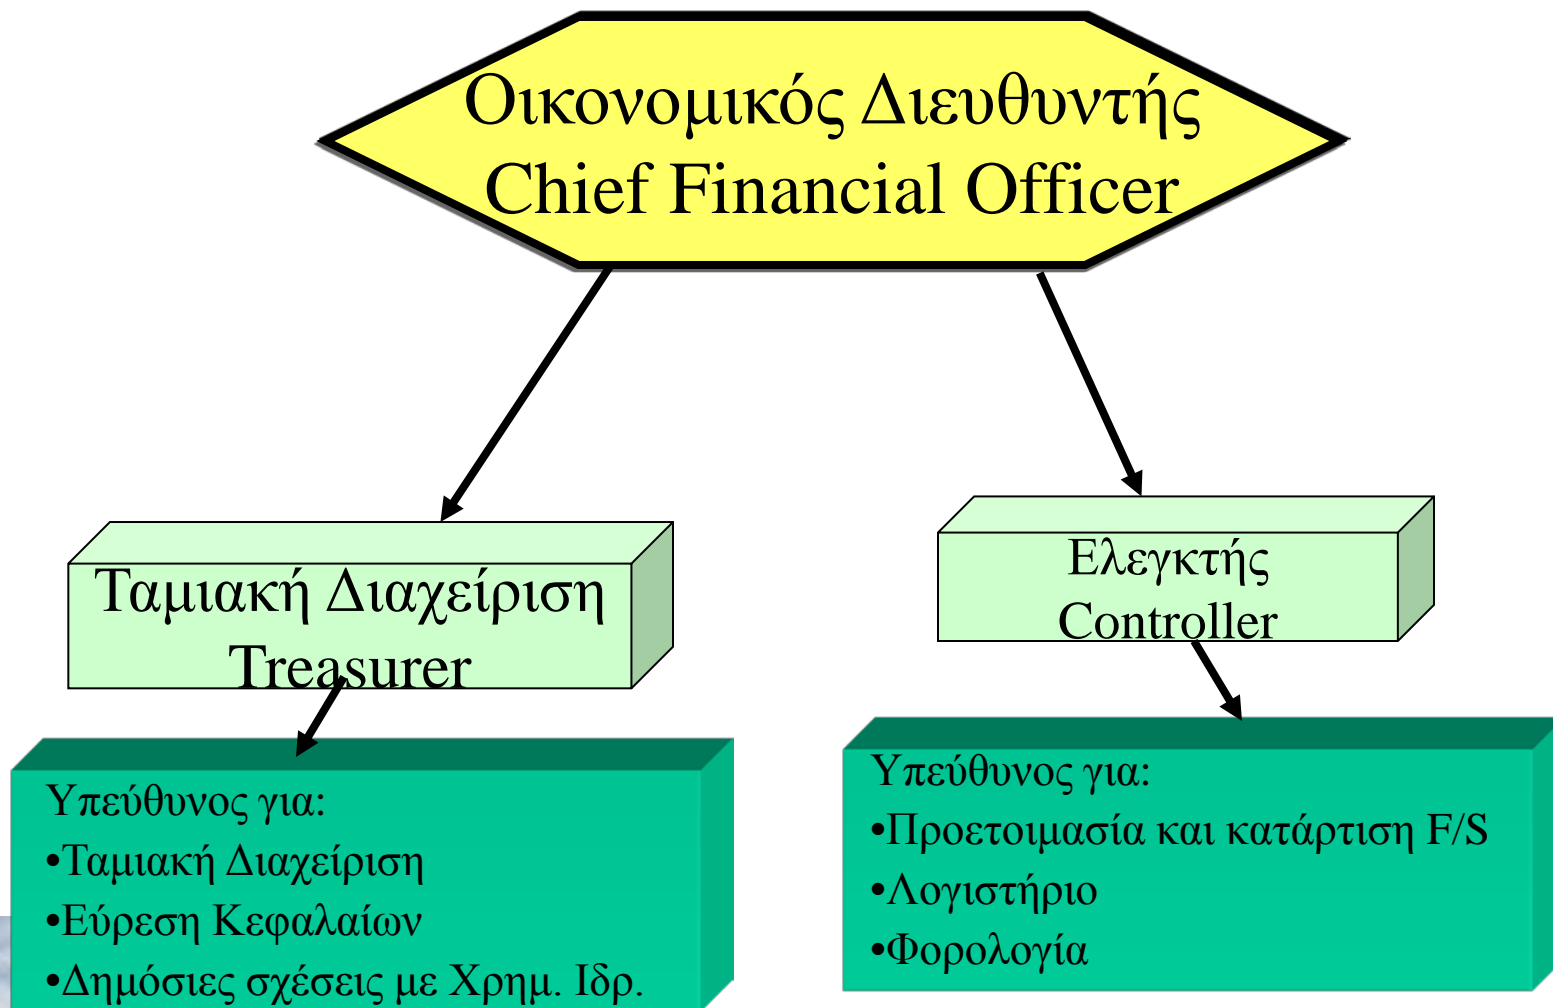 Οικονομικός Διευθυντής
Chief Financial Officer
Ταμιακή Διαχείριση
Treasurer
Υπεύθυνος για:
•Ταμιακή Διαχείριση
•Εύρεση Κεφαλαίων
•Δημόσιες σχέσεις με Χρημ. Ιδρ.
Ελεγκτής
Controller
Υπεύθυνος για:
•Προετοιμασία και κατάρτιση F/S
•Λογιστήριο
•Φορολογία